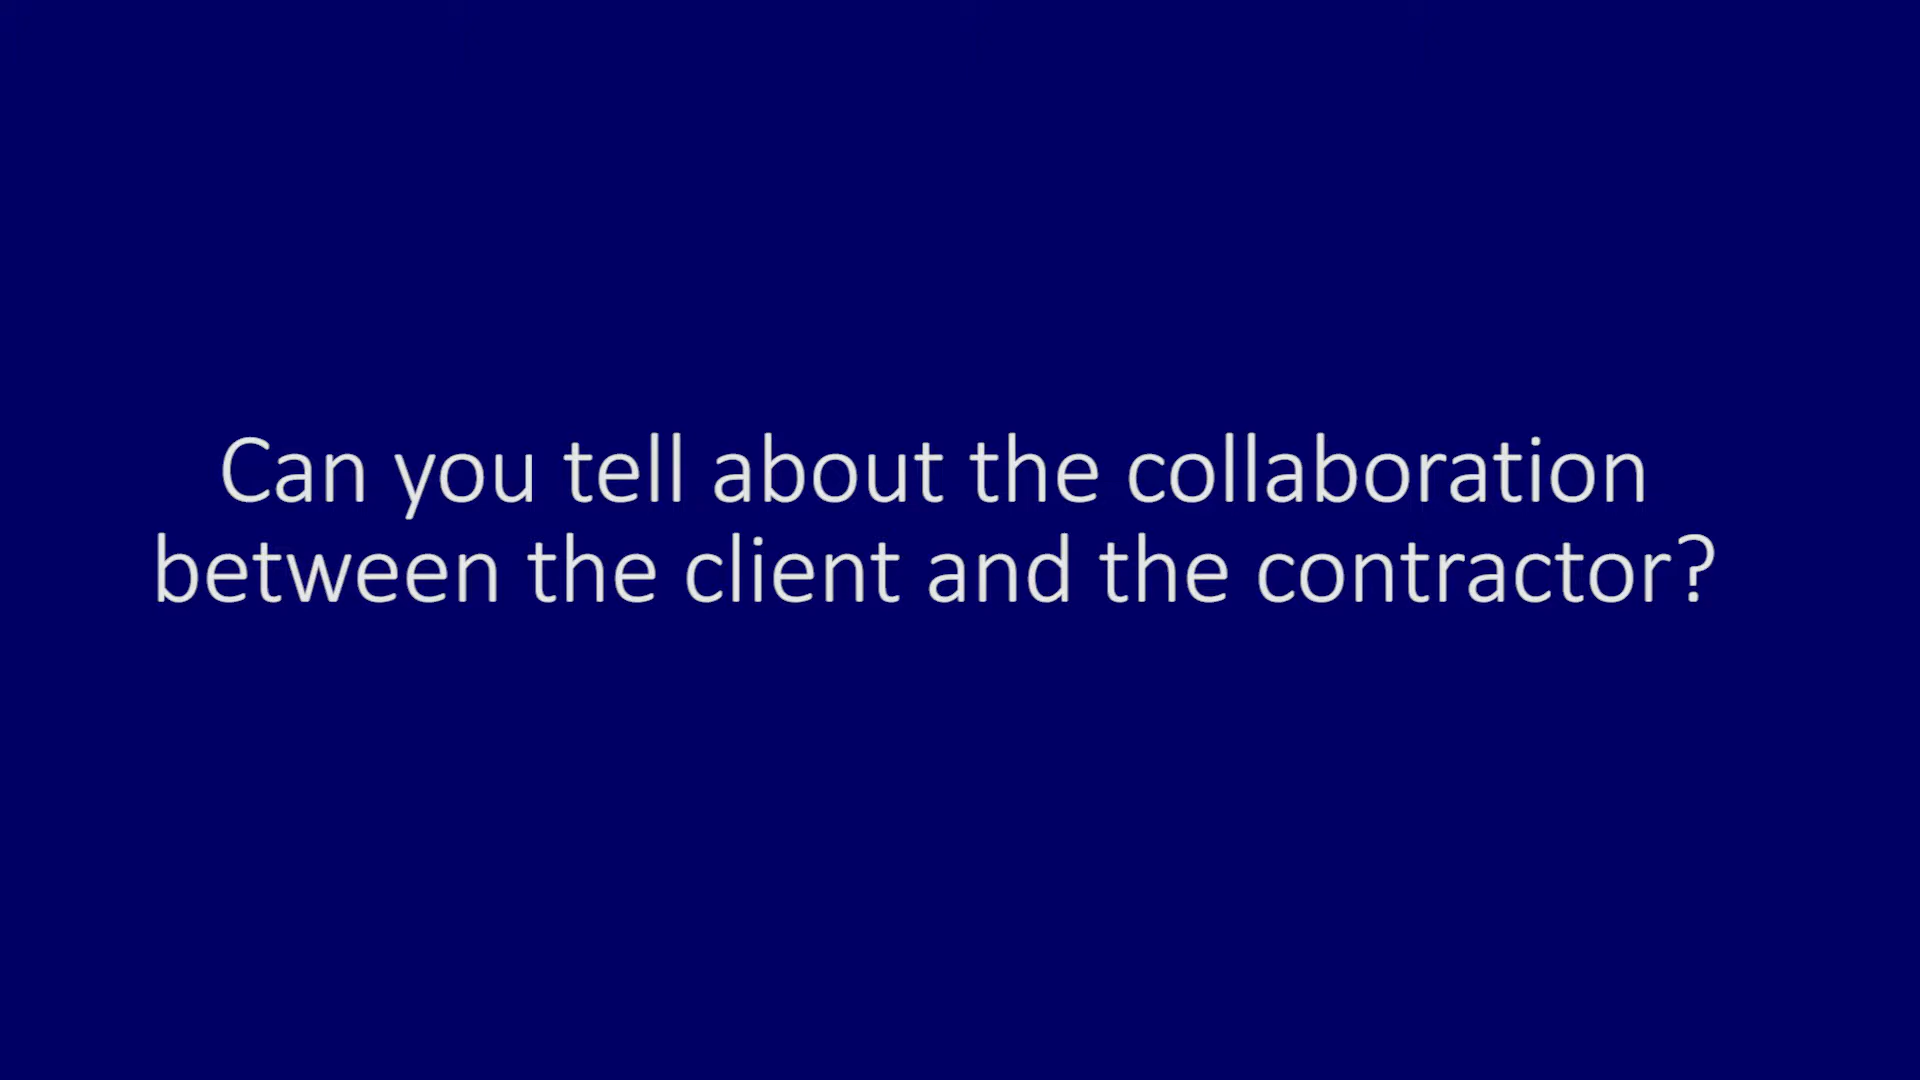 Can you tell about the collaboration
between the client and the contractor?